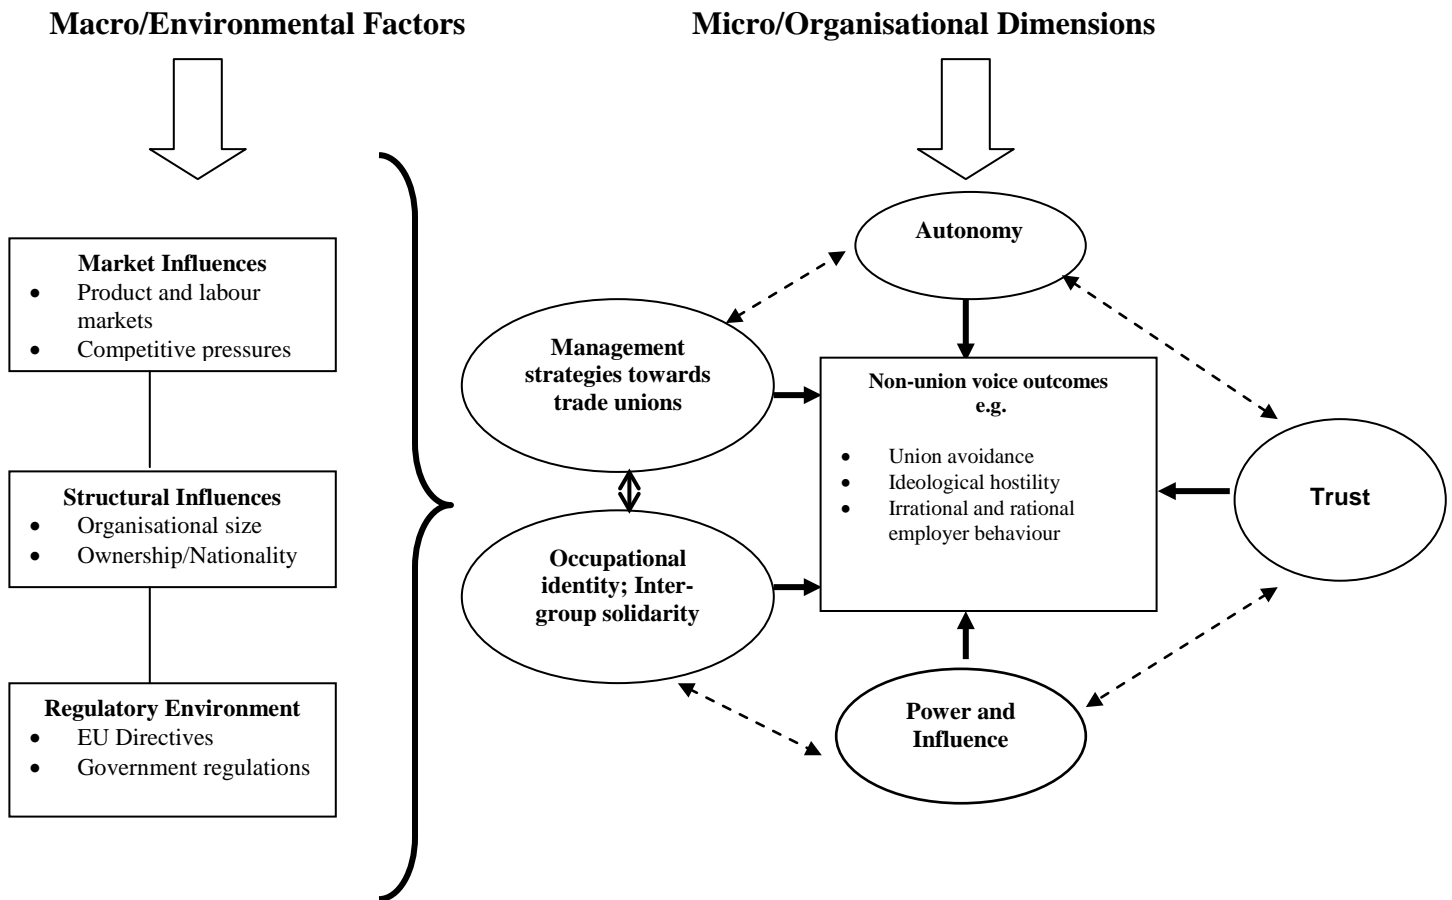 Macro/Environmental Factors
Micro/Organisational Dimensions
Market Influences
• Product and labour
markets
• Competitive pressures
Structural Influences
• Organisational size
• Ownership/Nationality
Regulatory Environment
• EU Directives
• Government regulations
Autonomy
Management
strategies towards
trade unions
Non-union voice outcomes
e.g.
• Union avoidance
• Ideological hostility
• Irrational and rational
employer behaviour
Trust
Occupational
identity; Inter-
group solidarity
Power and
Influence